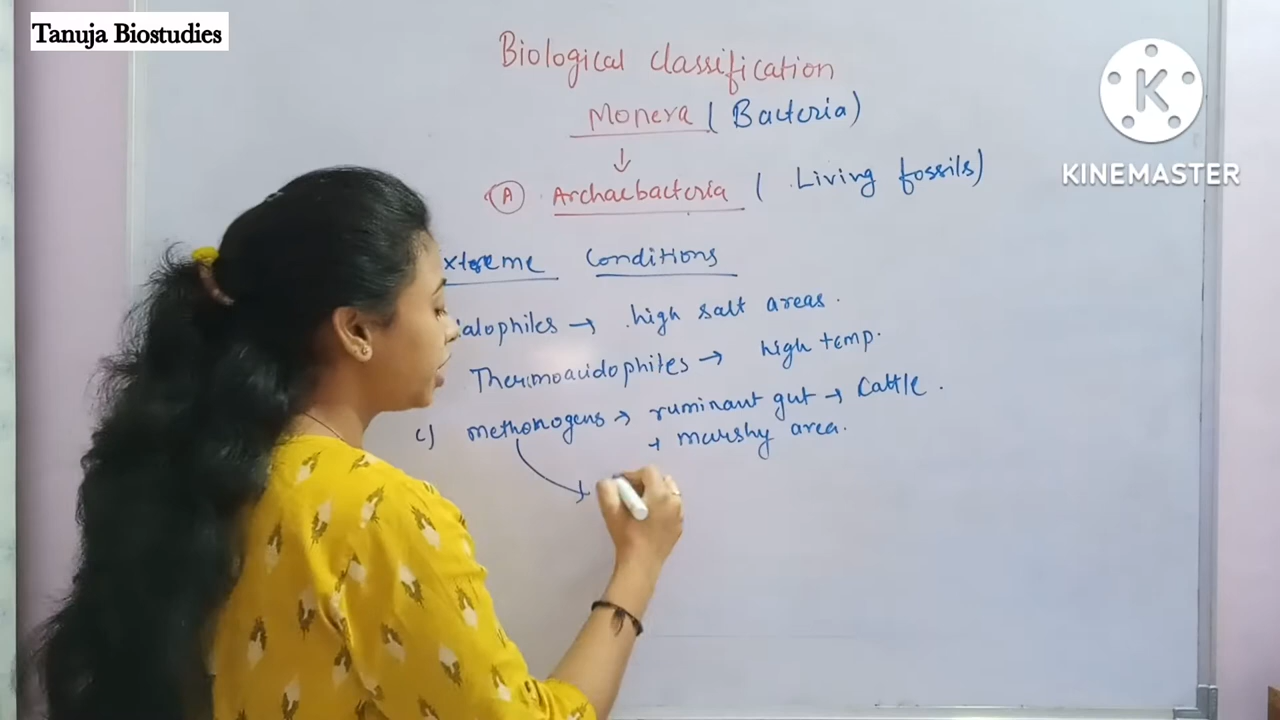 Tanuja Biostudies
Biological classification
Monera ( Bacteria )
↓
(A) Archaebacteria ( Living fossils )
xtreme Conditions
alophiles → high salt areas.
Thermoacidophiles → high temp.
c) methonogens → ruminant gut → Cattle.
+ marshy area.
K
KINEMASTER